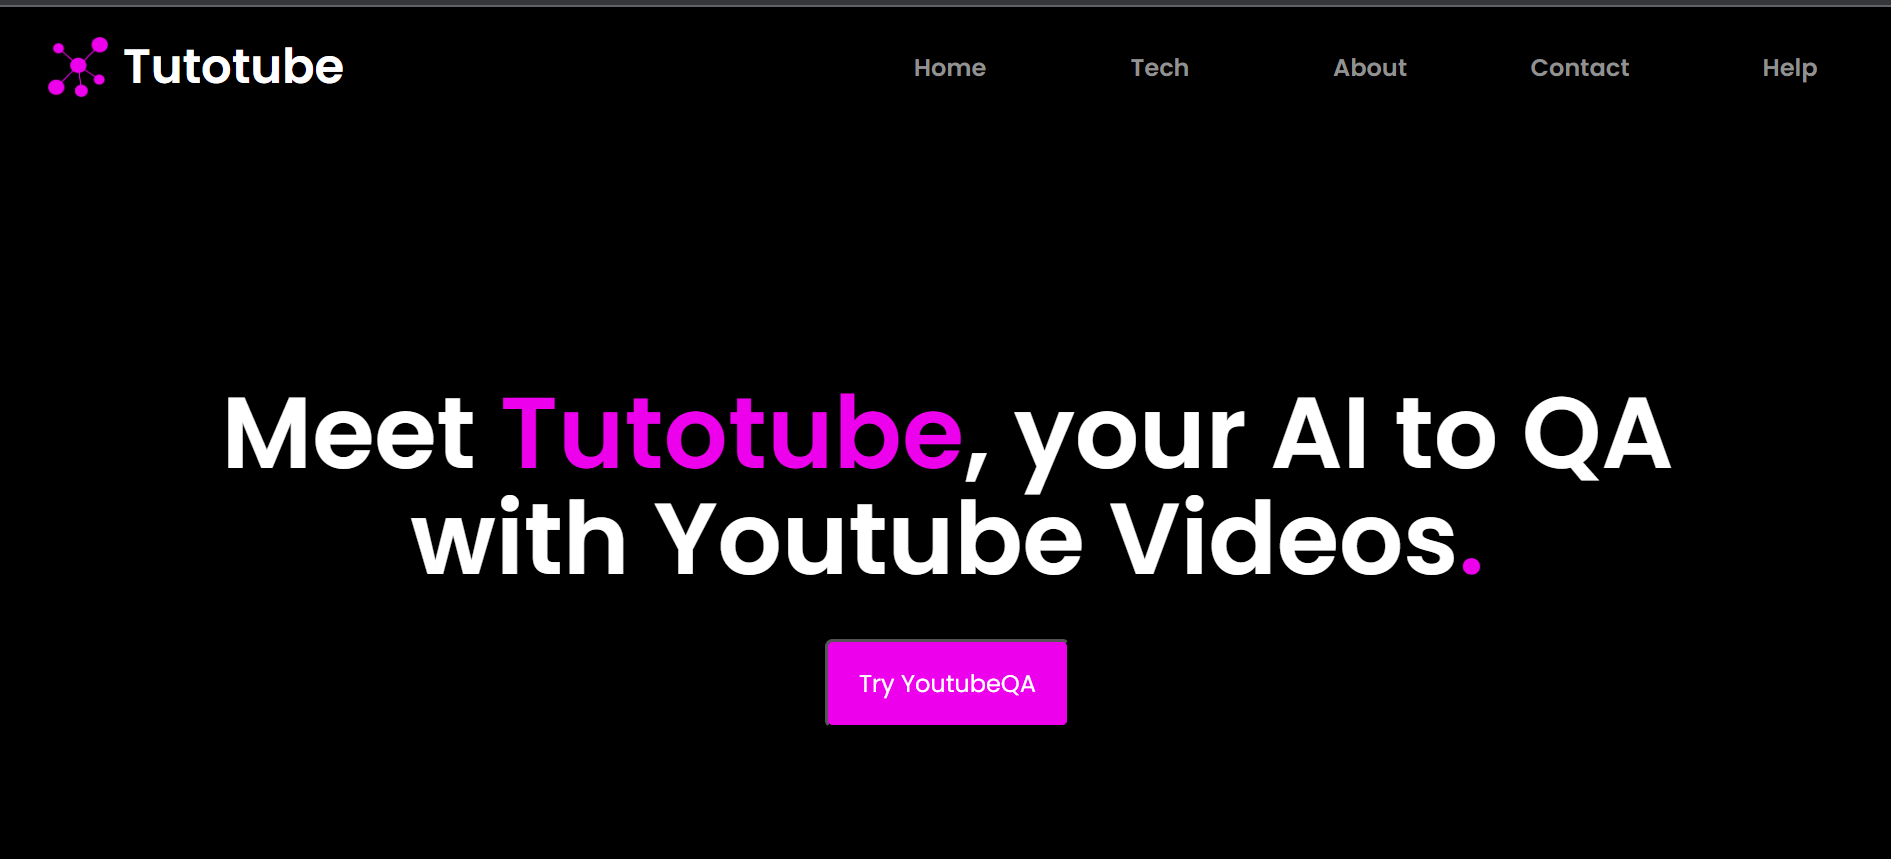 Tutotube
Home Tech About Contact Help
Meet Tutotube, your AI to QA
with Youtube Videos.
Try YoutubeQA